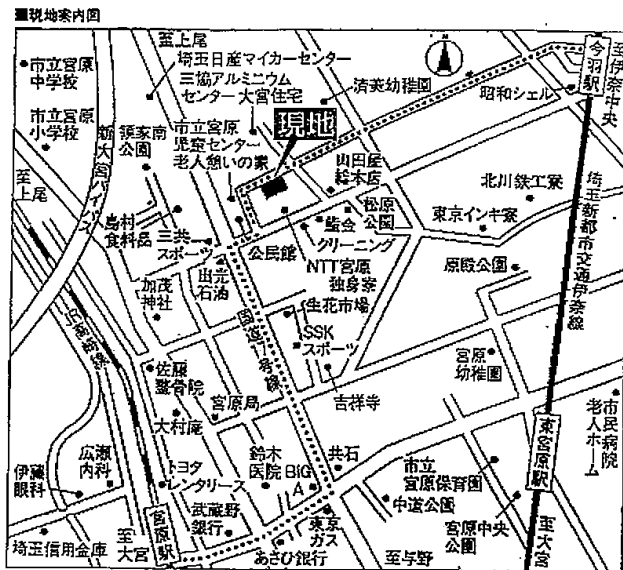 ■現地案内図
至上尾
埼玉日産マイカーセンター
三協アルミニウム
センター大宮住宅
済美幼稚園
昭和シェル
今羽駅
至伊奈中央
市立宮原
中学校
市立宮原
小学校
至
上尾
新大宮バイパス
領家南
公園
市立宮原
児童センター
老人憩いの家
現地
山田屋
松原
公園
クリーニング
北川鉄工寮
東京インキ寮
埼玉新都市交通伊奈線
島村
食料品
三共
スポーツ
公民館
NTT宮原
独身寮
原殿公園
加茂
神社
出光
石油
生花市場
国道17号線
SSK
スポーツ
JR高崎線
佐藤
整骨院
宮原局
吉祥寺
宮原
幼稚園
大村庵
市民病院
老人ホーム
東宮原駅
広瀬
内科
伊藤
眼科
トヨタ
レンタリース
鈴木
医院
BIG
A
共石
市立
宮原保育園
中道公園
宮原中央
公園
武蔵野
銀行
東京
ガス
あさひ銀行
埼玉信用金庫
至
大宮
宮原駅
至与野
至大宮